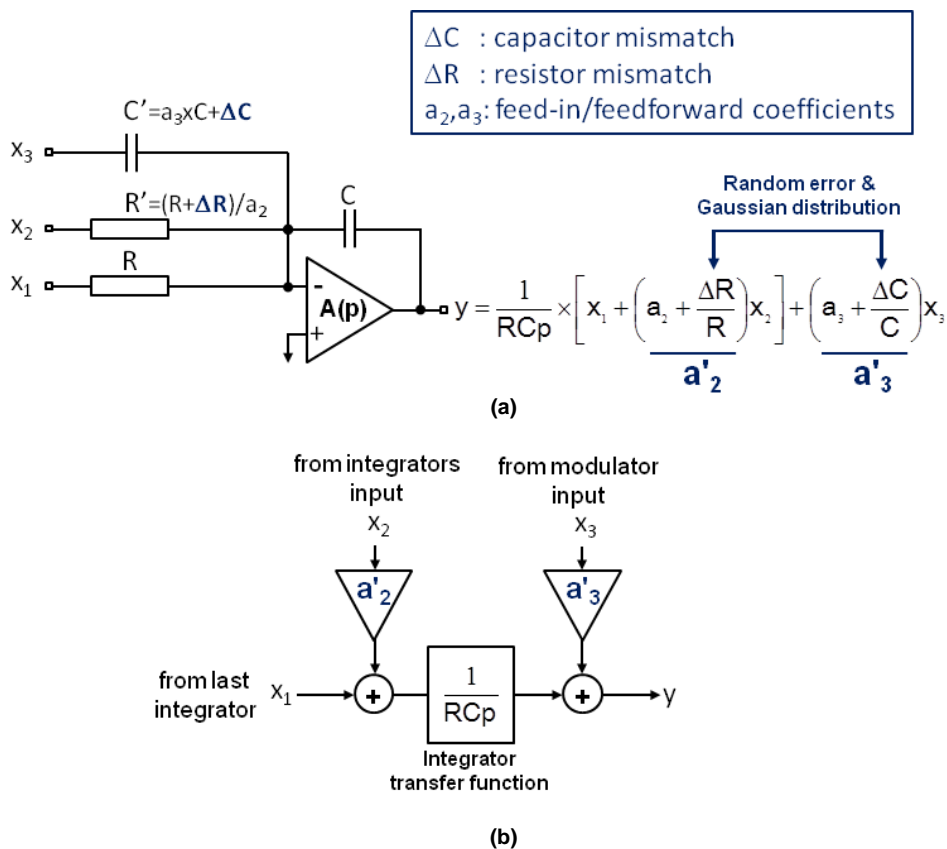 ΔC : capacitor mismatch
ΔR : resistor mismatch
a₂,a₃: feed-in/feedforward coefficients
C’=a₃xC+ΔC
x₃
R’=(R+ΔR)/a₂
C
x₂
R
x₁
Random error &
Gaussian distribution
-
A(p)
+
y = 1/RCp × [x₁ + (a₂ + ΔR/R)x₂] + (a₃ + ΔC/C)x₃
a'₂ a'₃
(a)
from integrators input
x₂
from modulator input
x₃
a'₂
a'₃
from last integrator
x₁
+
1/RCp
+
y
Integrator
transfer function
(b)